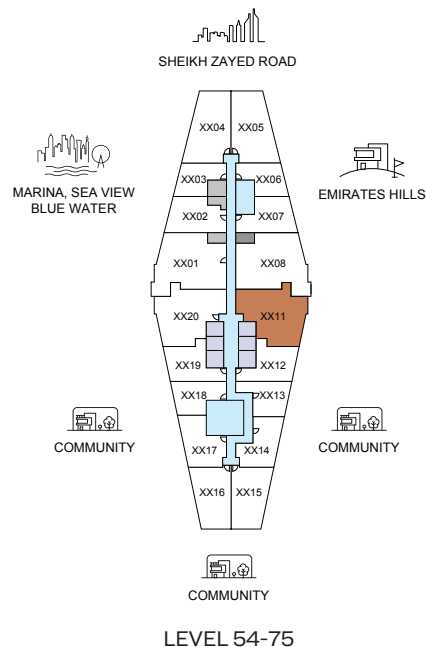 SHEIKH ZAYED ROAD
XX04 XX05
MARINA, SEA VIEW
BLUE WATER
XX03 XX06
EMIRATES HILLS
XX02 XX07
XX01 XX08
XX20 XX11
XX19 XX12
XX18 XX13
COMMUNITY
COMMUNITY
XX17 XX14
XX16 XX15
COMMUNITY
LEVEL 54-75